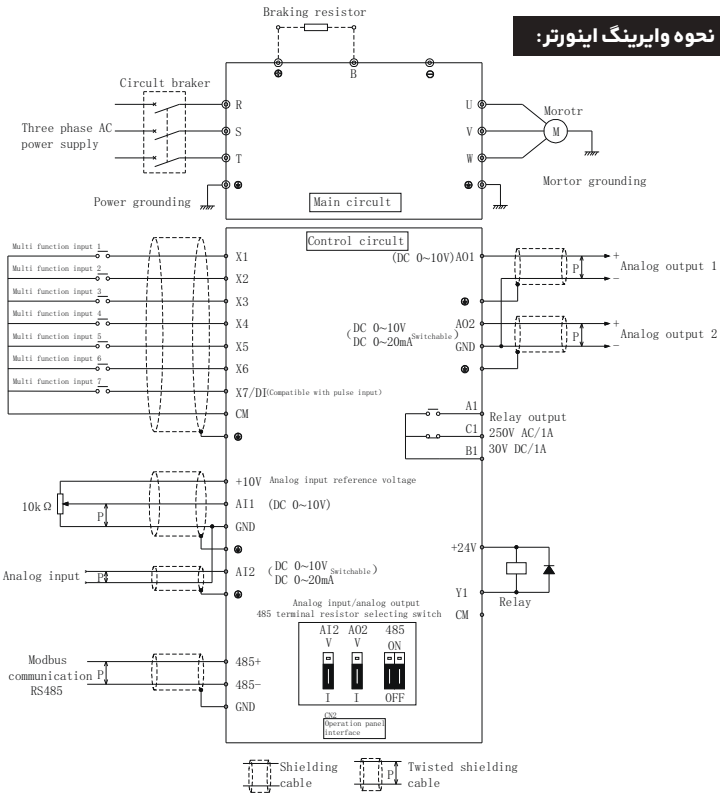 نحوه وایرینگ اینورتر:
Braking resistor
⊕ B ⊖
Circult braker
R
S
T
Three phase AC
power supply
Power grounding
U
V
W
Morotr
M
Mortor grounding
Main circult
Control circult
Multi function input 1
Multi function input 2
Multi function input 3
Multi function input 4
Multi function input 5
Multi function input 6
Multi function input 7
X1
X2
X3
X4
X5
X6
X7/DI(Compatible with pulse input)
CM
(DC 0~10V)AO1
P
+
Analog output 1
−
AO2
(DC 0~10V
DC 0~20mA Switchable)
GND
P
+
Analog output 2
−
A1
C1
B1
Relay output
250V AC/1A
30V DC/1A
10kΩ
P
+10V Analog input reference voltage
AI1 (DC 0~10V)
GND
Analog input
P
AI2 (DC 0~10V
DC 0~20mA Switchable)
+24V
Y1
CM
Relay
Analog input/analog output
485 terminal resistor selecting switch
AI2 AO2 485
V V ON
I I OFF
Modbus
communication
RS485
P
485+
485-
GND
CN2
Operation panel
interface
Shielding
cable
P
Twisted shielding
cable